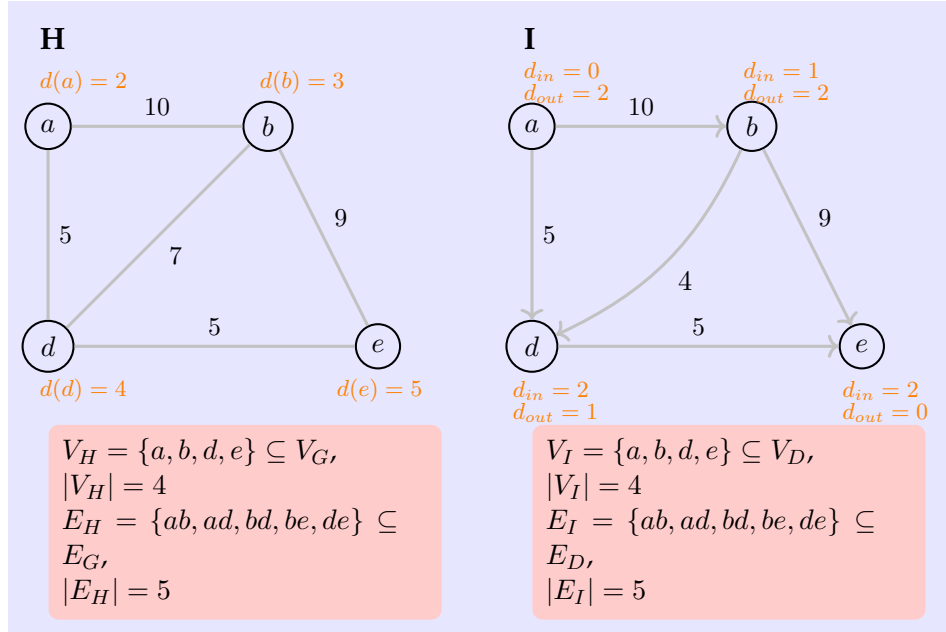 H
d(a) = 2
d(b) = 3
a
10
b
5
7
9
d
5
e
d(d) = 4
d(e) = 5
V_H = {a, b, d, e} ⊆ V_G,
|V_H| = 4
E_H = {ab, ad, bd, be, de} ⊆
E_G,
|E_H| = 5
I
d_in = 0
d_out = 2
d_in = 1
d_out = 2
a
10
b
5
4
9
d
5
e
d_in = 2
d_out = 1
d_in = 2
d_out = 0
V_I = {a, b, d, e} ⊆ V_D,
|V_I| = 4
E_I = {ab, ad, bd, be, de} ⊆
E_D,
|E_I| = 5